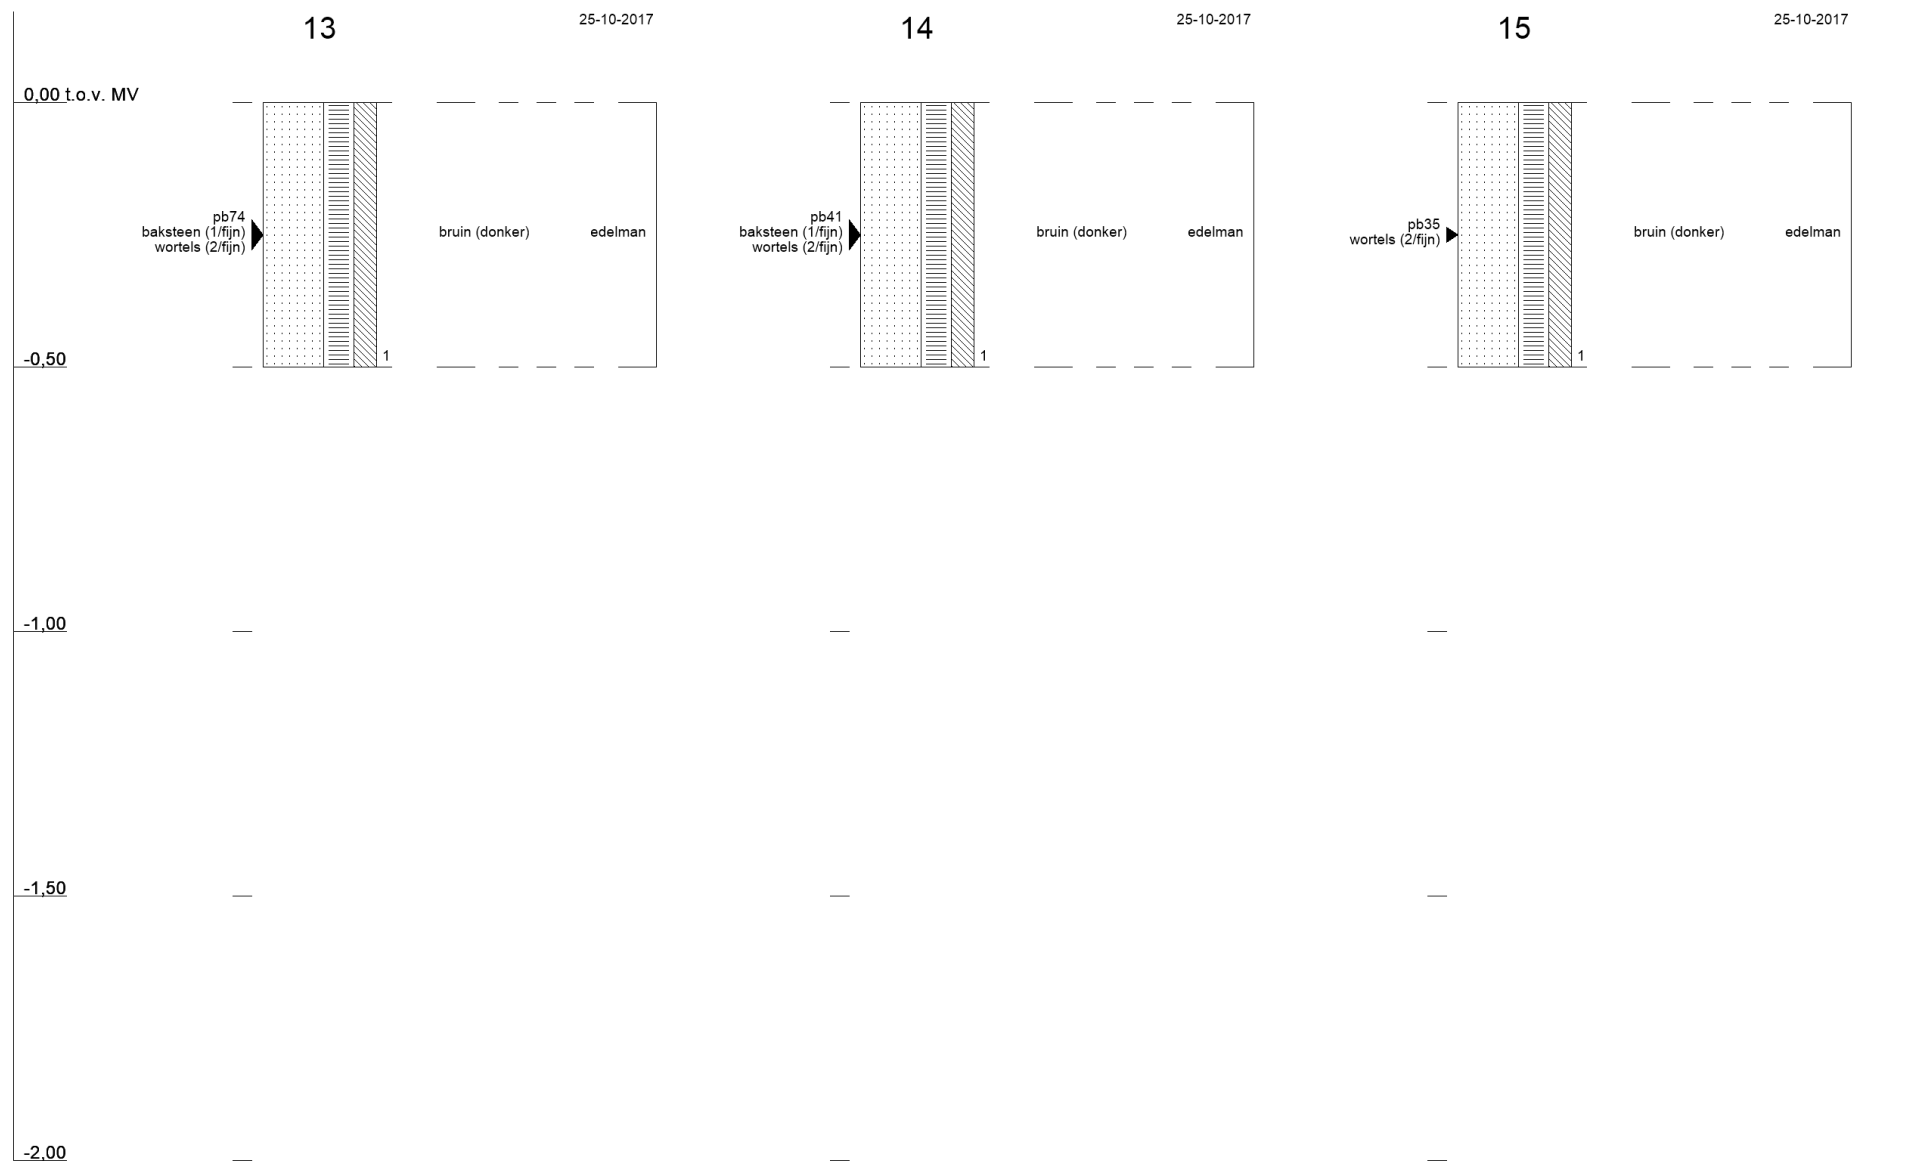 13
25-10-2017
14
25-10-2017
15
25-10-2017
0,00 t.o.v. MV
pb74
baksteen (1/fijn)
wortels (2/fijn)
bruin (donker)
edelman
1
pb41
baksteen (1/fijn)
wortels (2/fijn)
bruin (donker)
edelman
1
pb35
wortels (2/fijn)
bruin (donker)
edelman
1
-0,50
-1,00
-1,50
-2,00